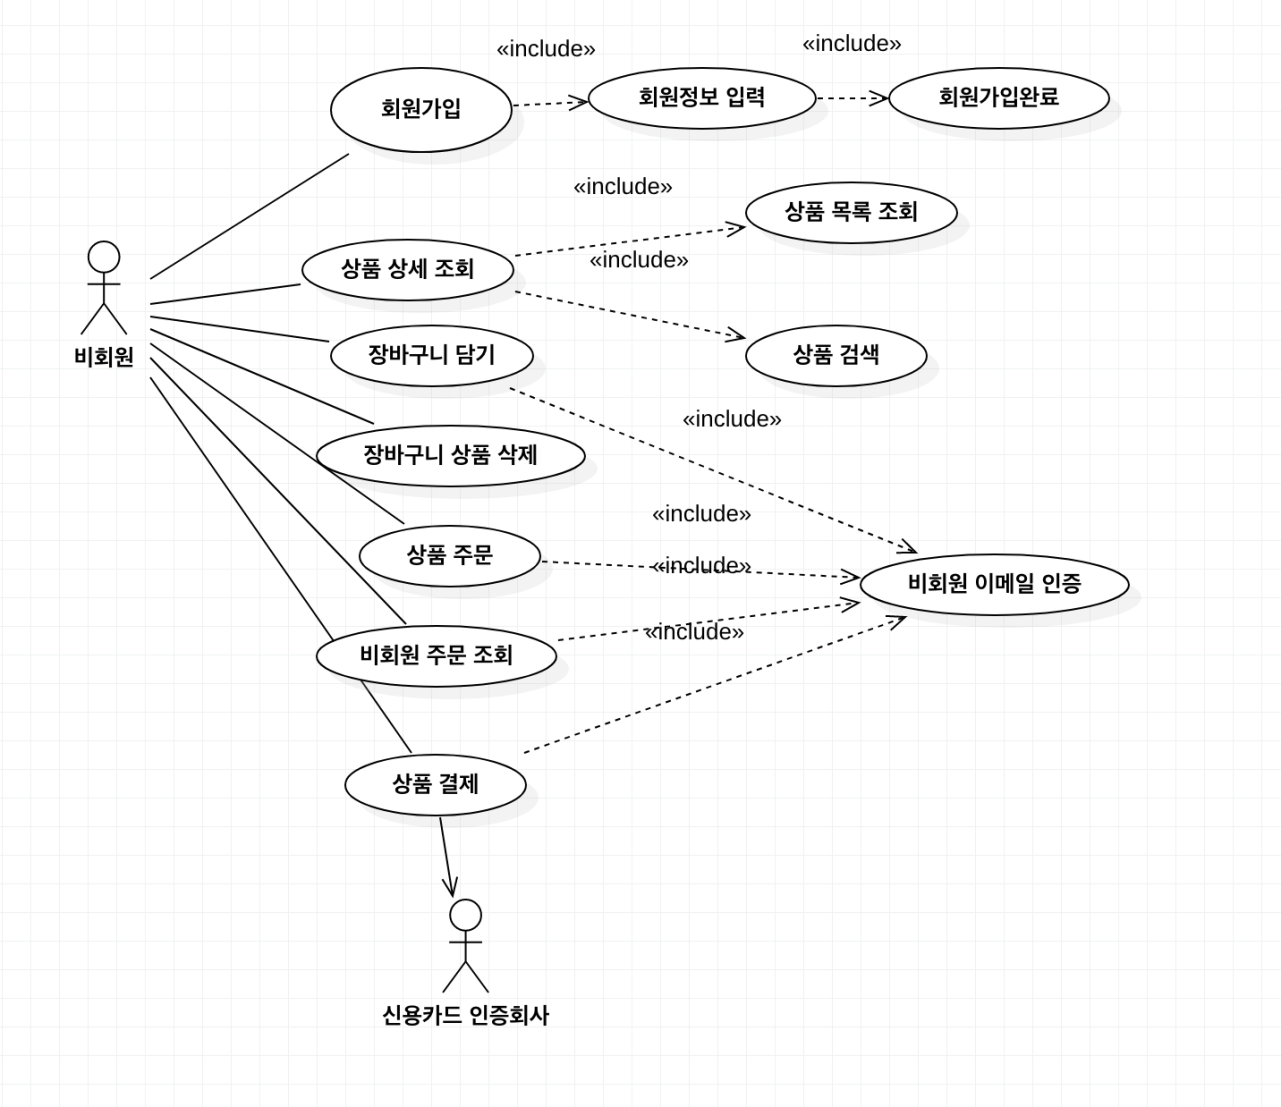 «include»
«include»
회원가입
회원정보 입력
회원가입완료
«include»
상품 목록 조회
«include»
상품 상세 조회
비회원
장바구니 담기
상품 검색
«include»
장바구니 상품 삭제
«include»
상품 주문
«include»
비회원 이메일 인증
«include»
비회원 주문 조회
상품 결제
신용카드 인증회사